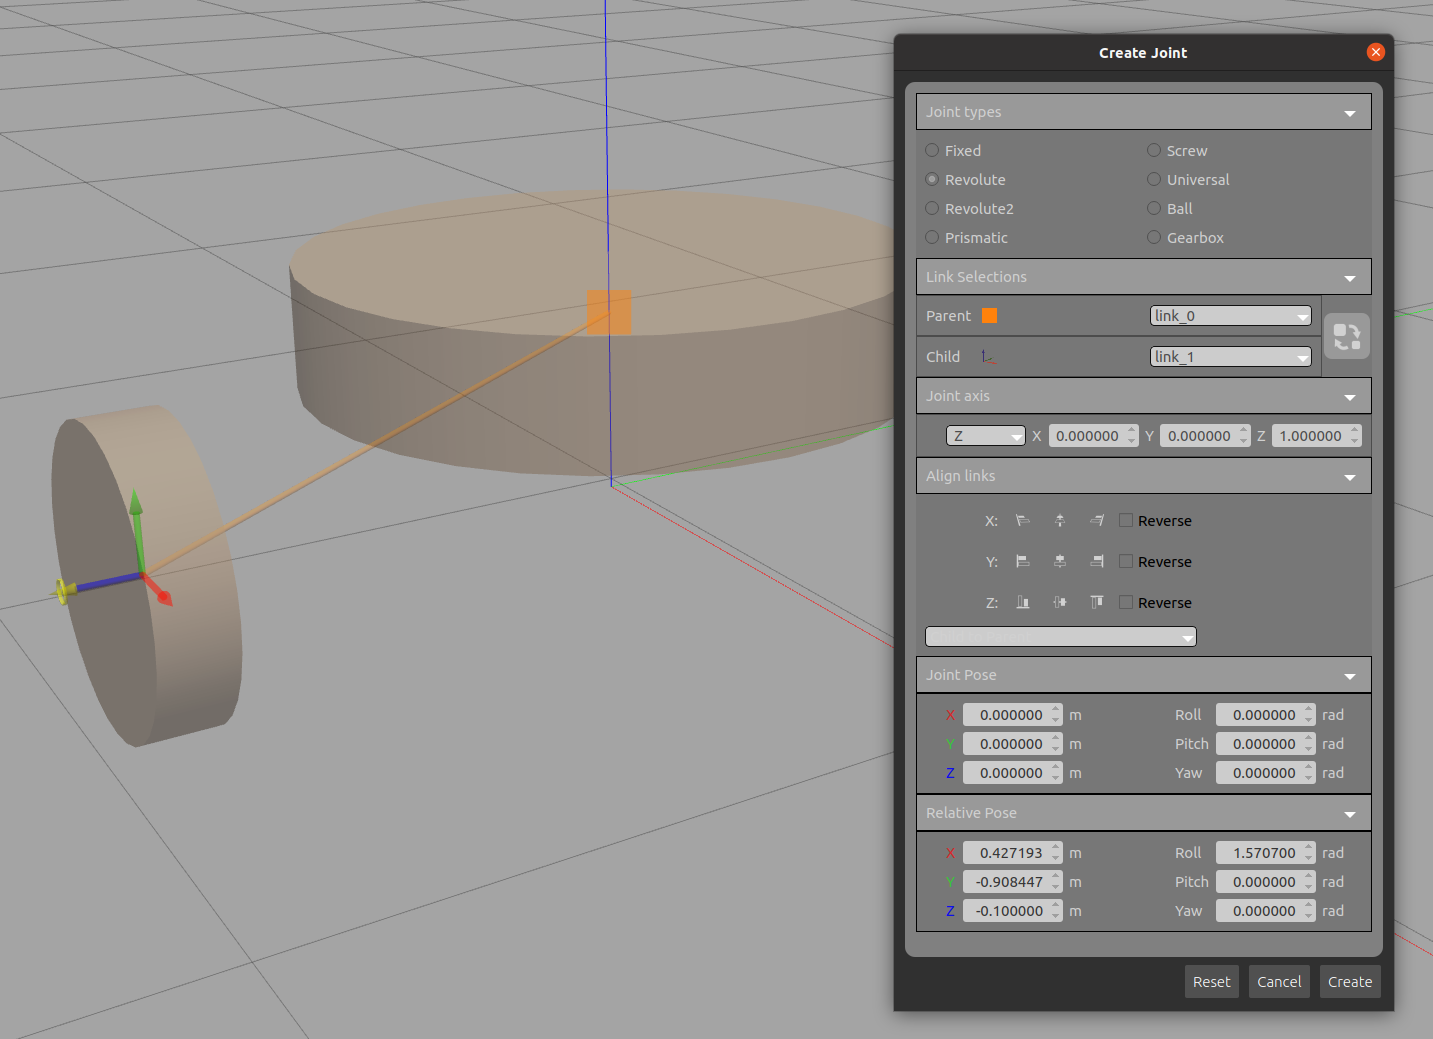 Create Joint
Joint types
Fixed Screw
Revolute Universal
Revolute2 Ball
Prismatic Gearbox
Link Selections
Parent link_0
Child link_1
Joint axis
Z X 0.000000 Y 0.000000 Z 1.000000
Align links
X: Reverse
Y: Reverse
Z: Reverse
Joint Pose
X 0.000000 m Roll 0.000000 rad
Y 0.000000 m Pitch 0.000000 rad
Z 0.000000 m Yaw 0.000000 rad
Relative Pose
X 0.427193 m Roll 1.570700 rad
Y -0.908447 m Pitch 0.000000 rad
Z -0.100000 m Yaw 0.000000 rad
Reset Cancel Create